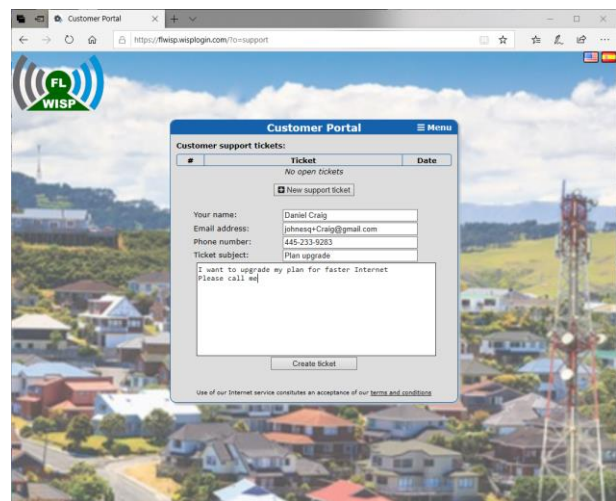 Customer Portal
https://flwisp.wisplogin.com/?o=support
FL
WISP
Customer Portal
Menu
Customer support tickets:
# Ticket Date
No open tickets
New support ticket
Your name: Daniel Craig
Email address: johnesq+Craig@gmail.com
Phone number: 445-233-9283
Ticket subject: Plan upgrade
I want to upgrade my plan for faster Internet
Please call me
Create ticket
Use of our Internet service consitutes an acceptance of our terms and conditions